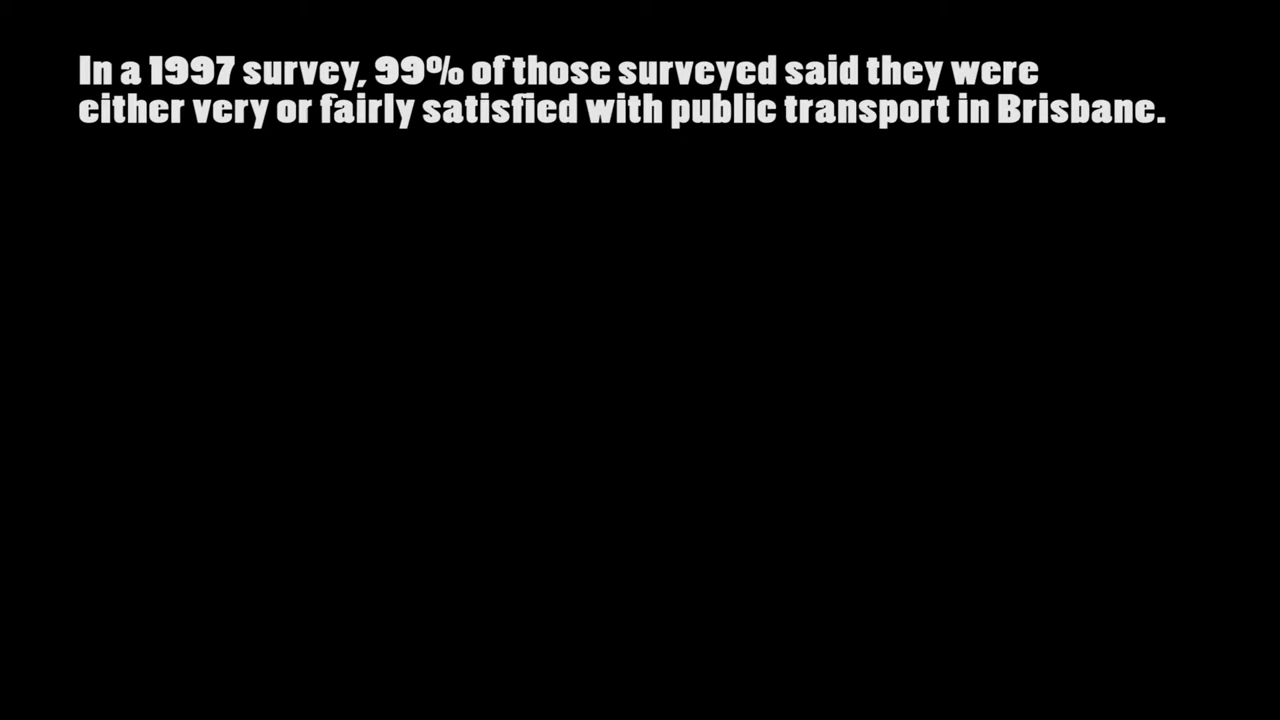 In a 1997 survey, 99% of those surveyed said they were
either very or fairly satisfied with public transport in Brisbane.